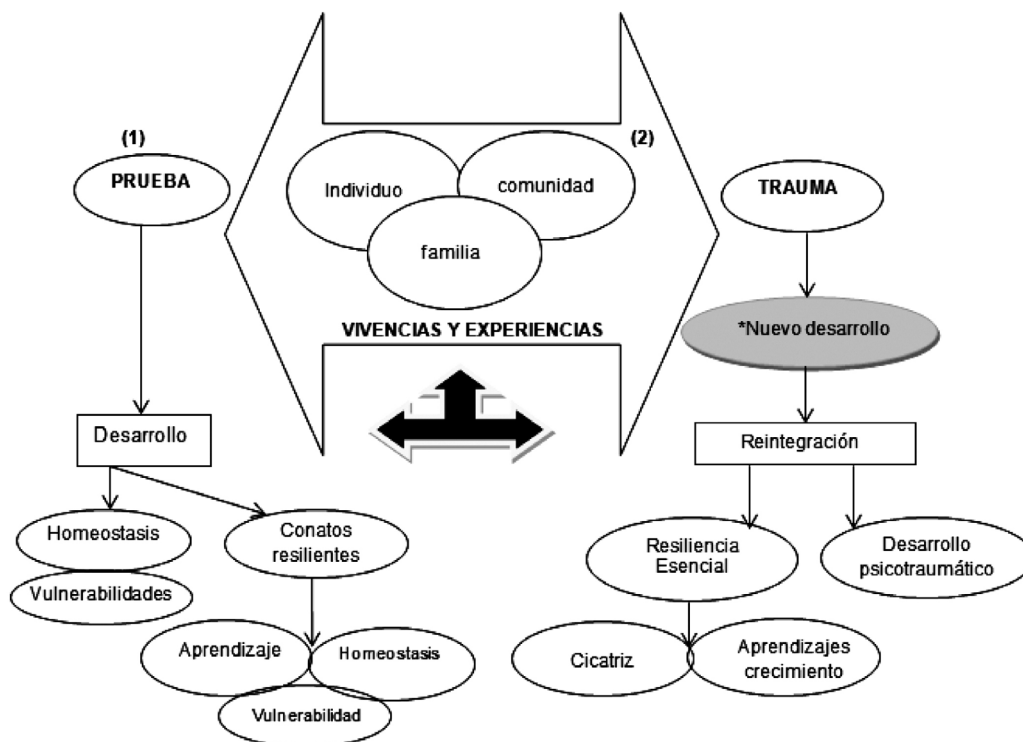 (1)
PRUEBA
Desarrollo
Homeostasis
Vulnerabilidades
Conatos
resilientes
Aprendizaje
Homeostasis
Vulnerabilidad
Individuo
comunidad
familia
VIVENCIAS Y EXPERIENCIAS
(2)
TRAUMA
*Nuevo desarrollo
Reintegración
Resiliencia
Esencial
Desarrollo
psicotraumático
Cicatriz
Aprendizajes
crecimiento